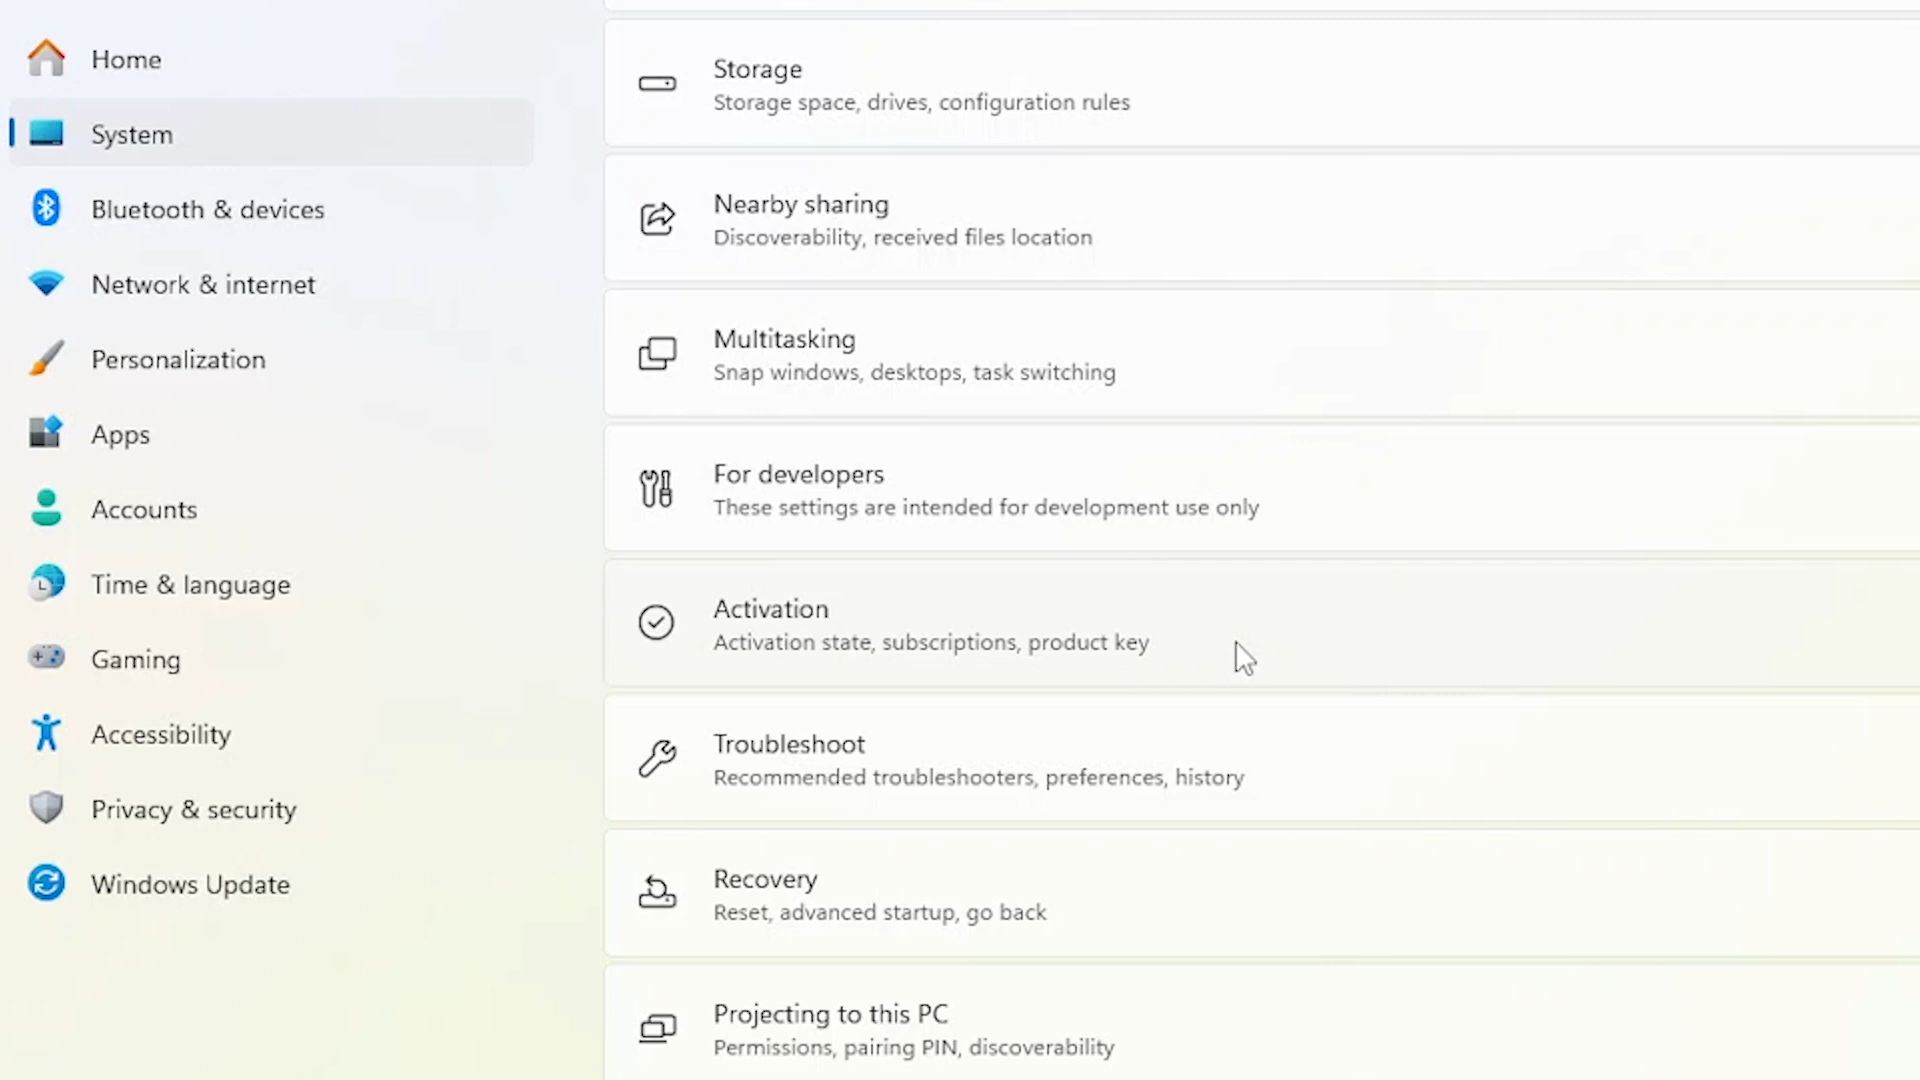 Home
System
Bluetooth & devices
Network & internet
Personalization
Apps
Accounts
Time & language
Gaming
Accessibility
Privacy & security
Windows Update
Storage
Storage space, drives, configuration rules
Nearby sharing
Discoverability, received files location
Multitasking
Snap windows, desktops, task switching
For developers
These settings are intended for development use only
Activation
Activation state, subscriptions, product key
Troubleshoot
Recommended troubleshooters, preferences, history
Recovery
Reset, advanced startup, go back
Projecting to this PC
Permissions, pairing PIN, discoverability